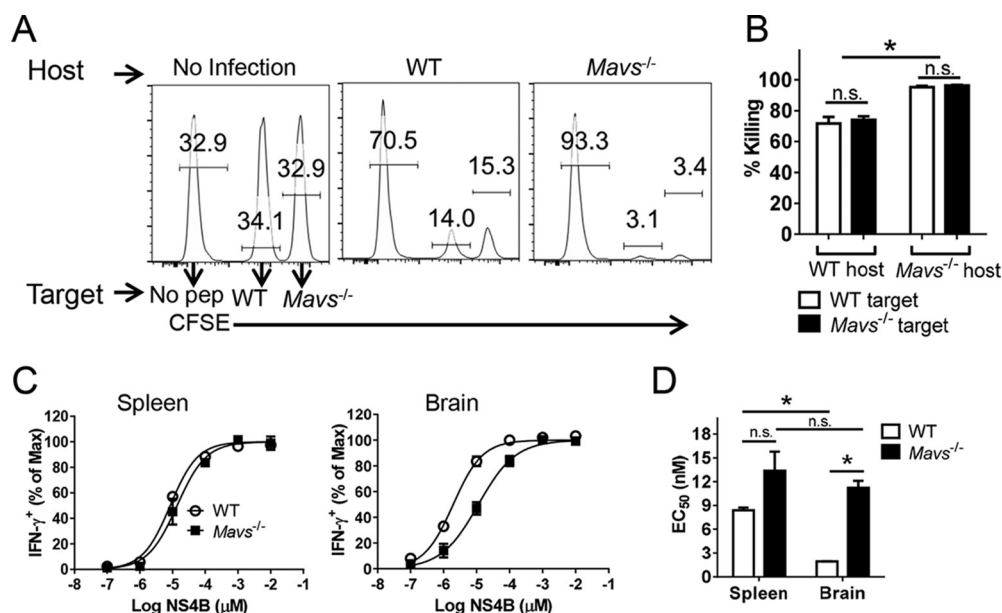 A
Host
No Infection
WT
Mavs-/-
32.9
34.1
32.9
70.5
14.0
15.3
93.3
3.1
3.4
Target
No pep
WT
Mavs-/-
CFSE
B
% Killing
100
80
60
40
20
0
*
n.s.
n.s.
WT host
Mavs-/- host
WT target
Mavs-/- target
C
Spleen
IFN-γ+ (% of Max)
120
100
80
60
40
20
0
WT
Mavs-/-
-8 -7 -6 -5 -4 -3 -2 -1
Log NS4B (μM)
Brain
IFN-γ+ (% of Max)
120
100
80
60
40
20
0
WT
Mavs-/-
-8 -7 -6 -5 -4 -3 -2 -1
Log NS4B (μM)
D
EC50 (nM)
18
15
12
9
6
3
0
*
n.s.
n.s.
*
WT
Mavs-/-
Spleen
Brain